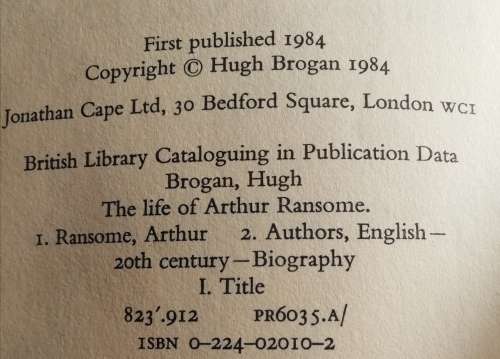 First published 1984
Copyright © Hugh Brogan 1984
Jonathan Cape Ltd, 30 Bedford Square, London WC1
British Library Cataloguing in Publication Data
Brogan, Hugh
The life of Arthur Ransome.
1. Ransome, Arthur 2. Authors, English—
20th century—Biography
I. Title
823′.912 PR6035.A/
ISBN 0–224–02010–2